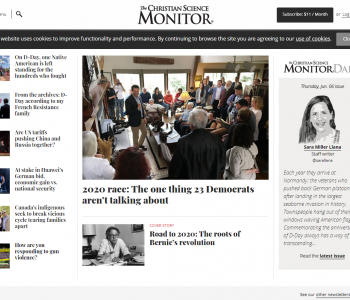 The CHRISTIAN SCIENCE
MONITOR
Subscribe: $11 / Month
or
website uses cookies to improve functionality and performance. By continuing to browse the site you are agreeing to our use of cookies.
On D-Day, one Native
American is left
standing for the
hundreds who fought
From the archives: D-
Day according to my
French Resistance
family
Are US tariffs
pushing China and
Russia together?
At stake in Huawei's
German bid,
economic gain vs.
national security
Canada's indigenous
seek to break vicious
cycle tearing families
apart
How are you
responding to gun
violence?
2020 race: The one thing 23 Democrats
aren't talking about
COVER STORY
Road to 2020: The roots of
Bernie's revolution
The CHRISTIAN SCIENCE
MONITOR DAILY
Thursday, Jun. 06 issue
Sara Miller Llana
Staff writer
@sarallana
Each year they arrive at
Normandy: the veterans who
pushed back German platoons
after landing in the largest
seaborne invasion in history.
Townspeople hang out of their
windows waving American flags.
Commemorating the anniversary
of D-Day always has a way of
transcending...
Read the latest issue
See our other newsletters